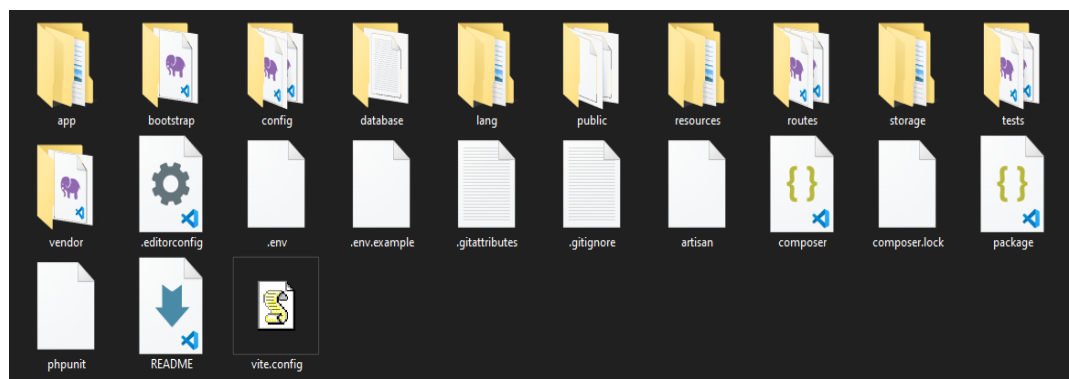 app bootstrap config database lang public resources routes storage tests
vendor .editorconfig .env .env.example .gitattributes .gitignore artisan composer composer.lock package
phpunit README vite.config